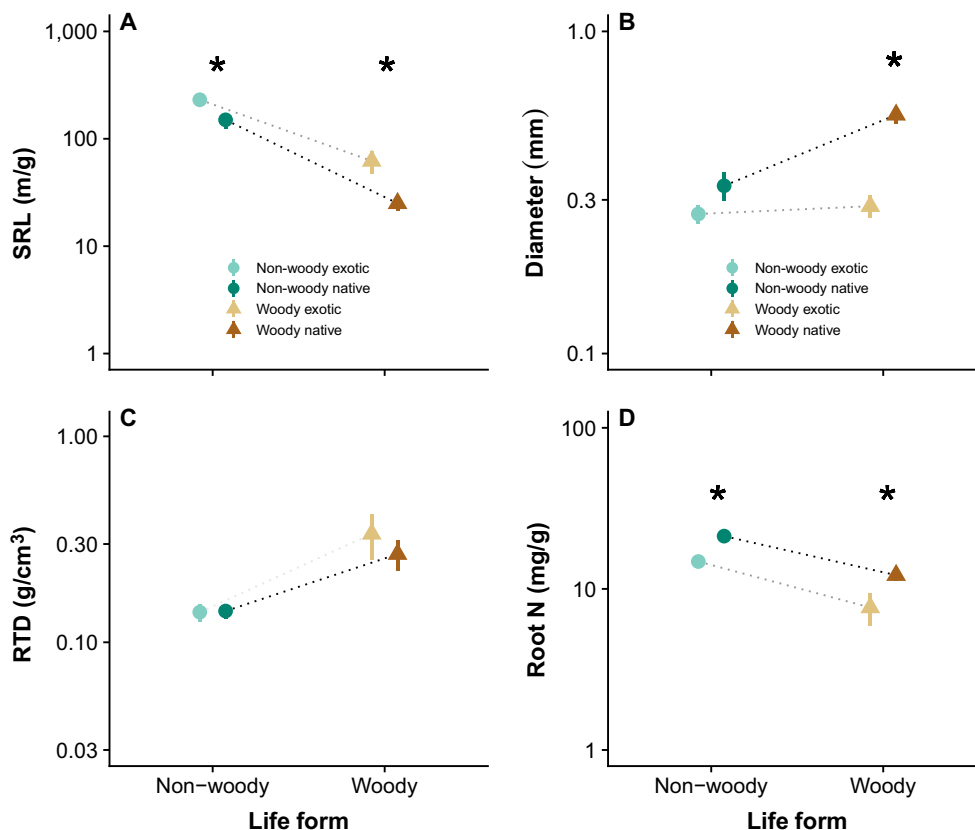 A
1,000
100
10
1
SRL (m/g)
*
*
Non-woody exotic
Non-woody native
Woody exotic
Woody native
B
1.0
0.3
0.1
Diameter (mm)
*
Non-woody exotic
Non-woody native
Woody exotic
Woody native
C
1.00
0.30
0.10
0.03
RTD (g/cm³)
Non−woody
Woody
Life form
D
100
10
1
Root N (mg/g)
*
*
Non−woody
Woody
Life form